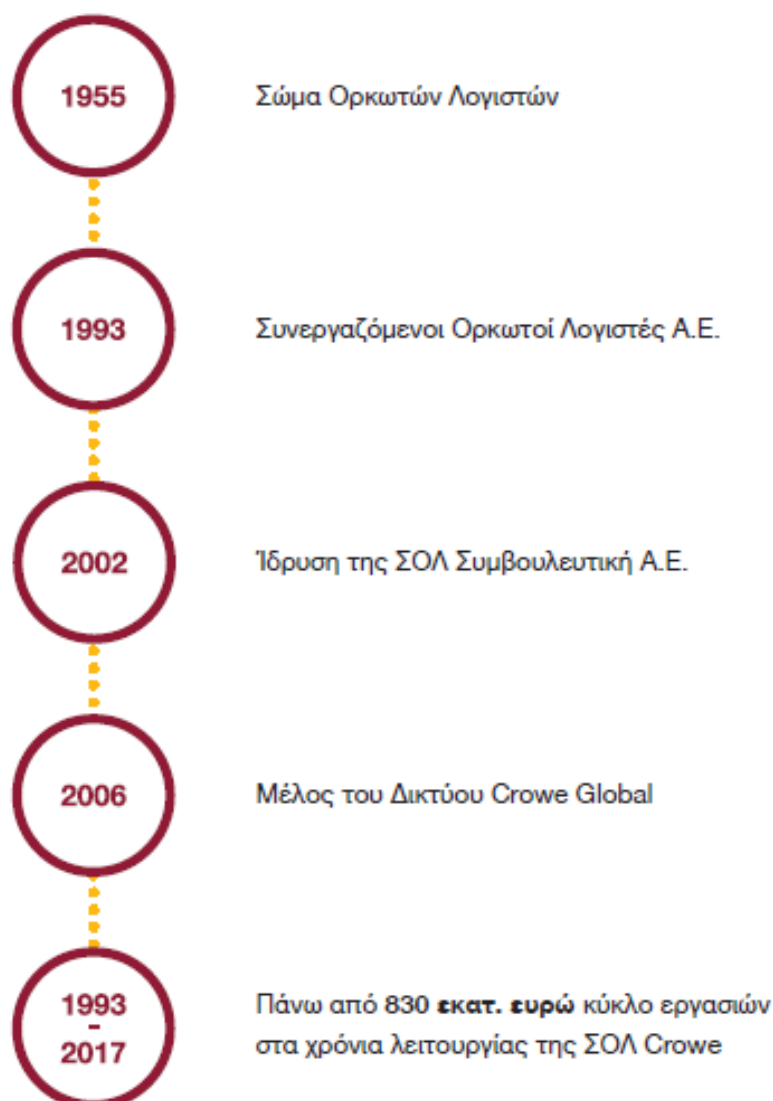 1955
Σώμα Ορκωτών Λογιστών
1993
Συνεργαζόμενοι Ορκωτοί Λογιστές Α.Ε.
2002
Ίδρυση της ΣΟΛ Συμβουλευτική Α.Ε.
2006
Μέλος του Δικτύου Crowe Global
1993
-
2017
Πάνω από 830 εκατ. ευρώ κύκλο εργασιών
στα χρόνια λειτουργίας της ΣΟΛ Crowe